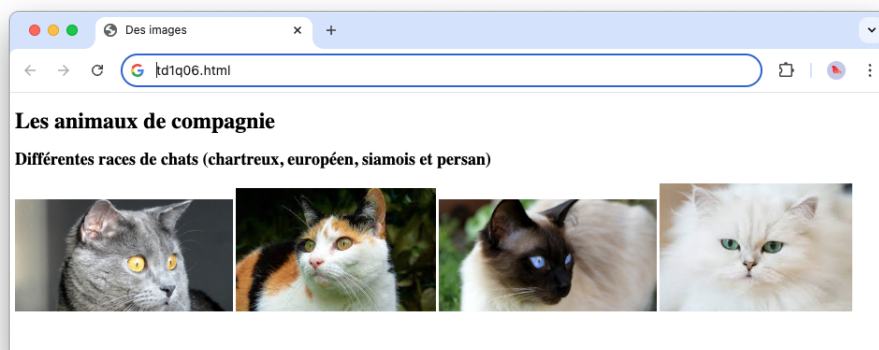 Des images
td1q06.html
Les animaux de compagnie
Différentes races de chats (chartreux, européen, siamois et persan)